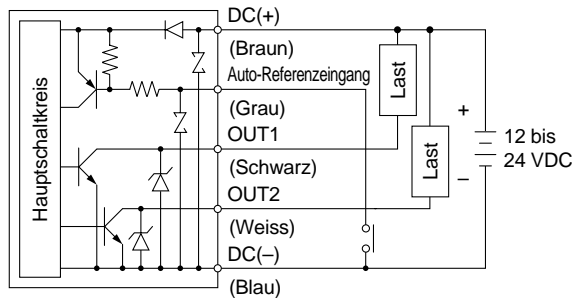 Hauptschaltkreis
DC(+)
(Braun)
Auto-Referenzeingang
(Grau)
OUT1
(Schwarz)
OUT2
(Weiss)
DC(–)
(Blau)
Last
Last
+
–
12 bis
24 VDC